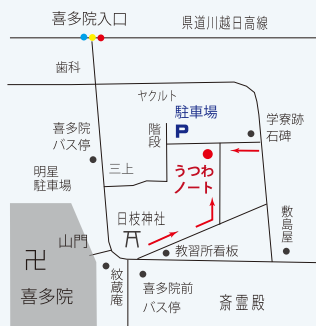 喜多院入口
県道川越日高線
歯科
ヤクルト
駐車場
P
階段
学寮跡
石碑
喜多院
バス停
明星
駐車場
三上
うつわ
ノート
日枝神社
敷島屋
山門
教習所看板
卍
喜多院
紋蔵庵
喜多院前
バス停
斎霊殿